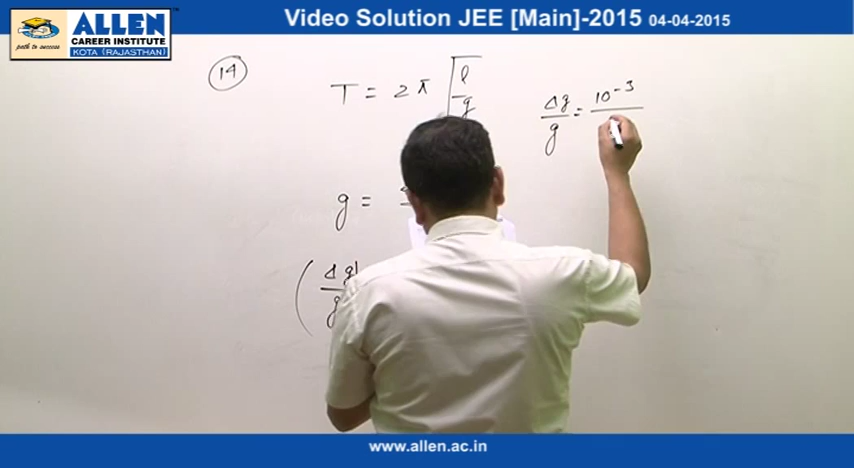 Video Solution JEE [Main]-2015 04-04-2015
ALLEN
CAREER INSTITUTE
KOTA (RAJASTHAN)
path to success
14
T = 2π √(l/g)
Δg/g = 10⁻³
g =
(Δg/g
www.allen.ac.in